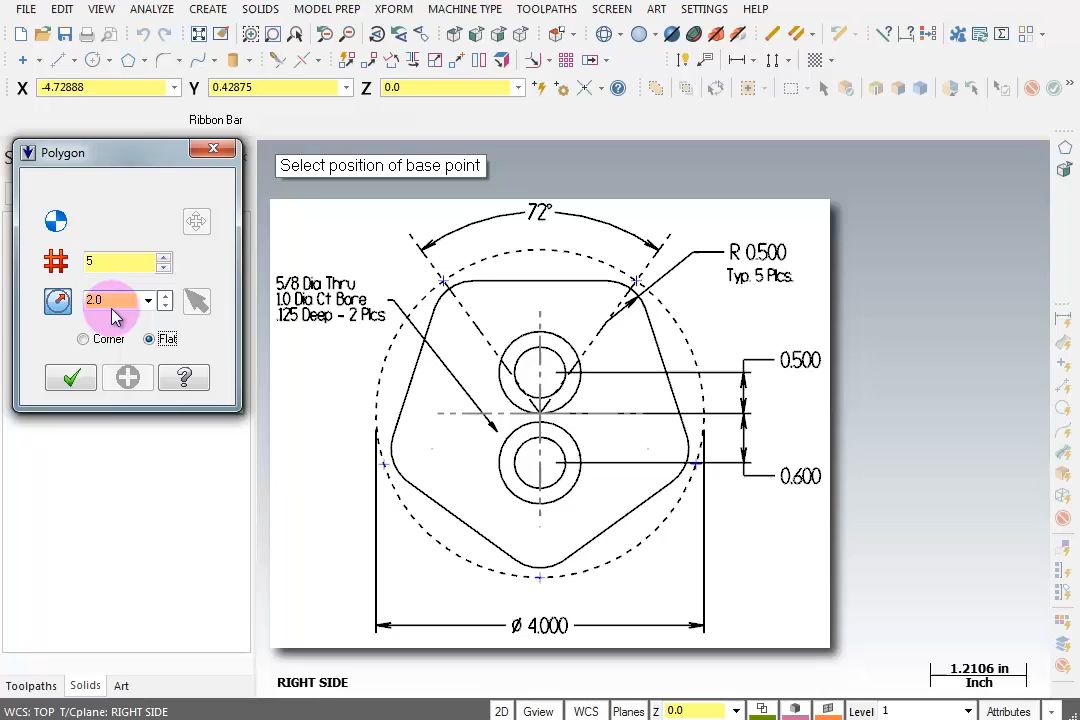 FILE EDIT VIEW ANALYZE CREATE SOLIDS MODEL PREP XFORM MACHINE TYPE TOOLPATHS SCREEN ART SETTINGS HELP
X -4.72888 Y 0.42875 Z 0.0
Ribbon Bar
Polygon
Select position of base point
5
2.0
Corner Flat
72°
R 0.500
Typ. 5 Plcs.
5/8 Dia Thru
1.0 Dia Ct Bore
.125 Deep - 2 Plcs
0.500
0.600
Ø 4.000
RIGHT SIDE
1.2106 in
Inch
Toolpaths Solids Art
WCS: TOP T/Cplane: RIGHT SIDE 2D Gview WCS Planes Z 0.0 Level 1 Attributes